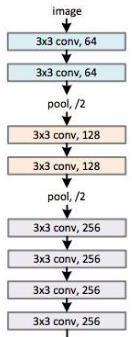 image
3x3 conv, 64
3x3 conv, 64
pool, /2
3x3 conv, 128
3x3 conv, 128
pool, /2
3x3 conv, 256
3x3 conv, 256
3x3 conv, 256
3x3 conv, 256